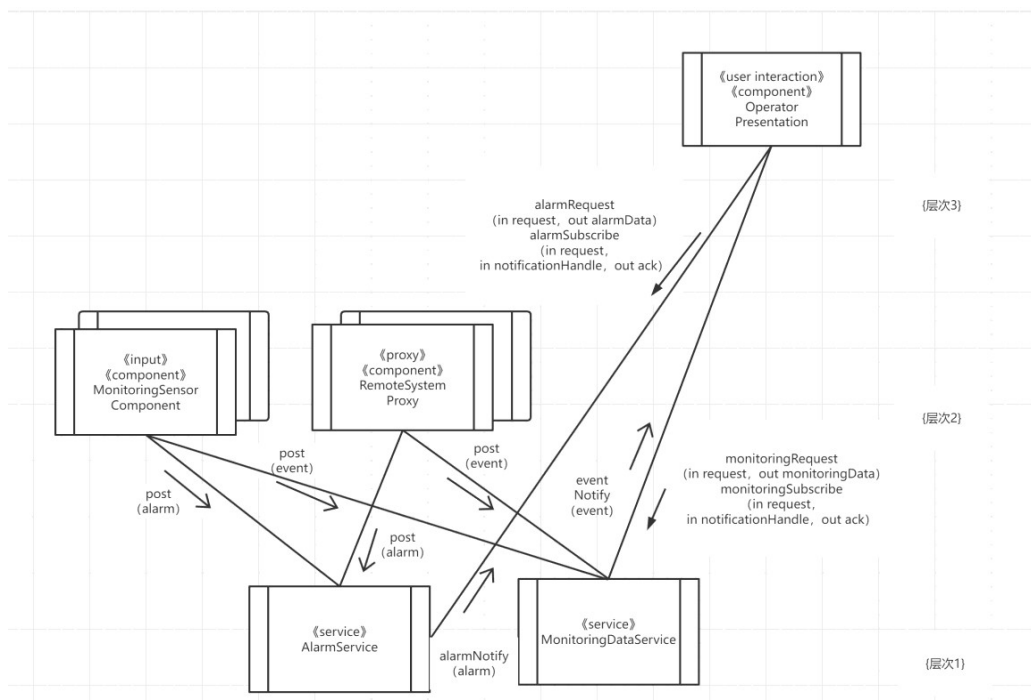 《user interaction》
《component》
Operator
Presentation
{层次3}
alarmRequest
(in request，out alarmData)
alarmSubscribe
(in request，
in notificationHandle，out ack)
《input》
《component》
MonitoringSensor
Component
《proxy》
《component》
RemoteSystem
Proxy
{层次2}
post
(event)
post
(event)
post
(alarm)
event
Notify
(event)
monitoringRequest
(in request，out monitoringData)
monitoringSubscribe
(in request，
in notificationHandle，out ack)
post
(alarm)
《service》
AlarmService
《service》
MonitoringDataService
alarmNotify
(alarm)
{层次1}